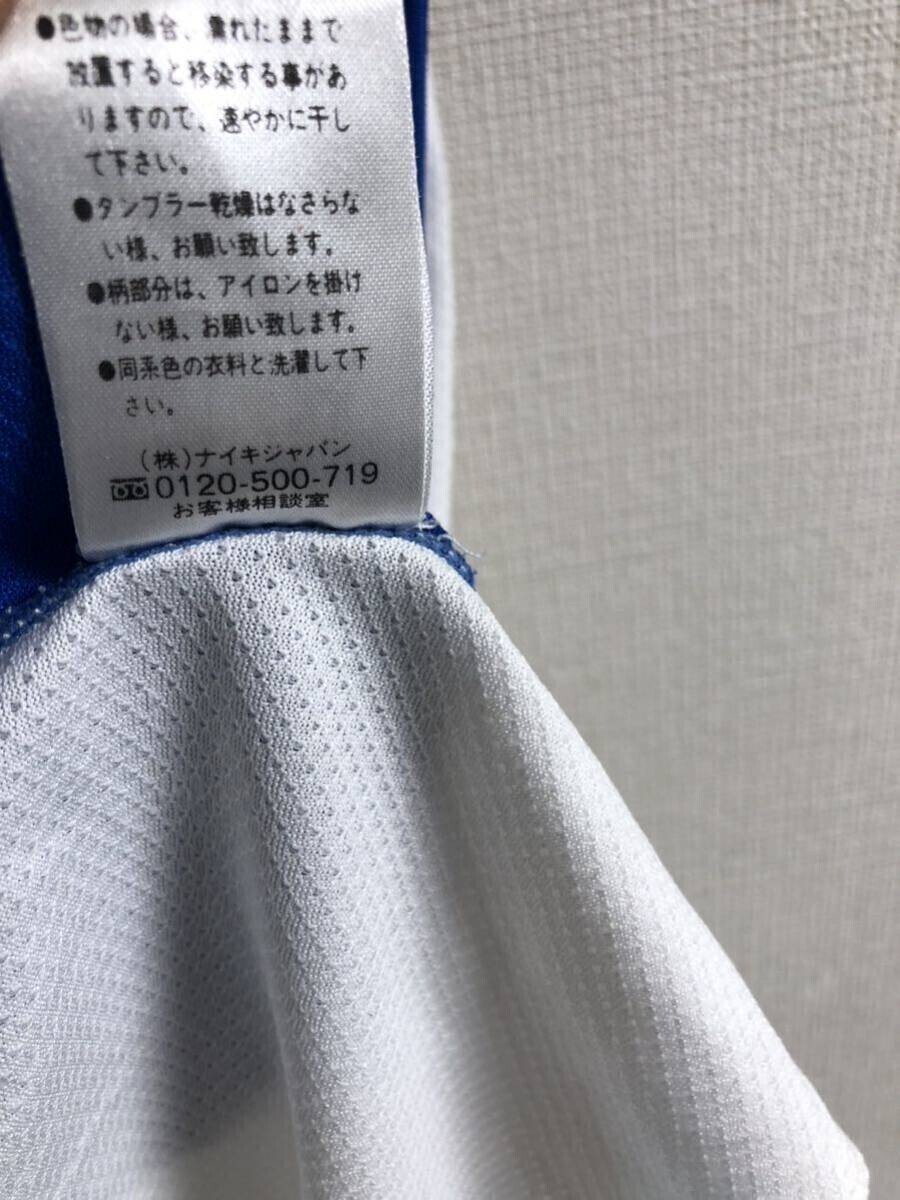 ●色物の場合、濡れたままで
放置すると移染する事があ
りますので、速やかに干し
て下さい。
●タンブラー乾燥はなさらな
い様、お願い致します。
●柄部分は、アイロンを掛け
ない様、お願い致します。
●同系色の衣料と洗濯して下
さい。
(株)ナイキジャパン
0120-500-719
お客様相談室